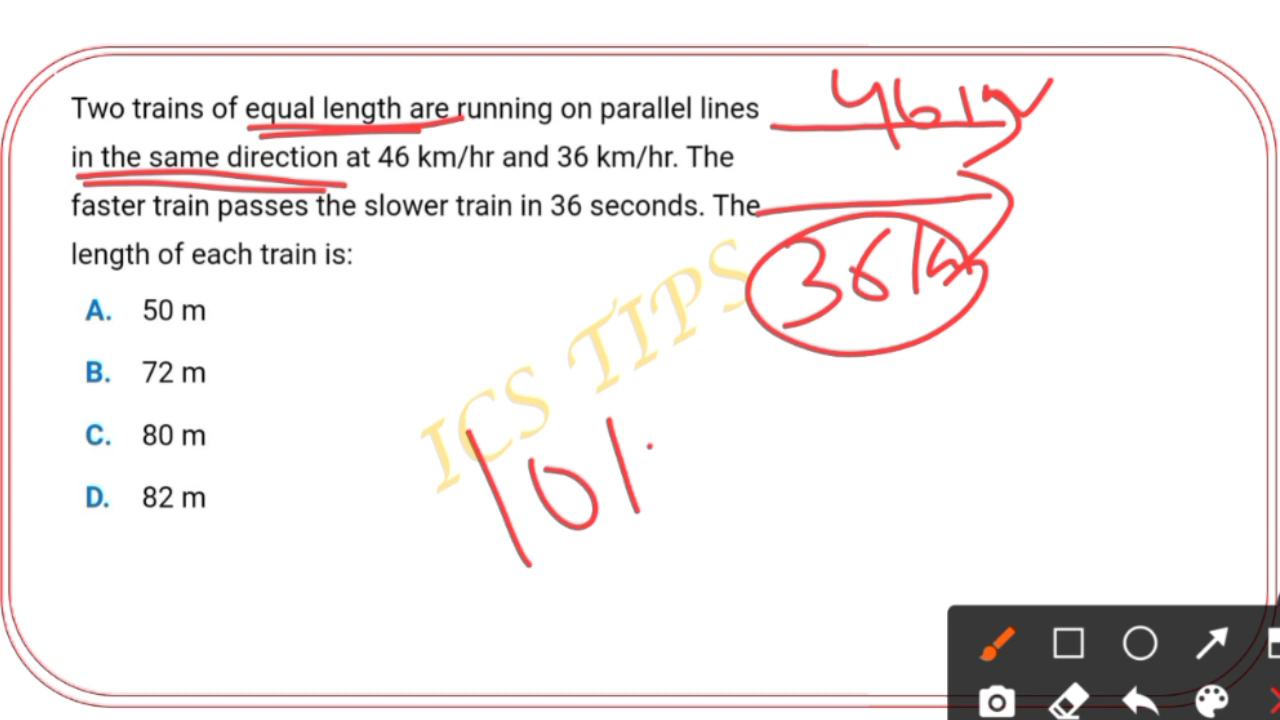 Two trains of equal length are running on parallel lines
in the same direction at 46 km/hr and 36 km/hr. The
faster train passes the slower train in 36 seconds. The
length of each train is:
A. 50 m
B. 72 m
C. 80 m
D. 82 m
46 k
36 km
ICS TIPS
10